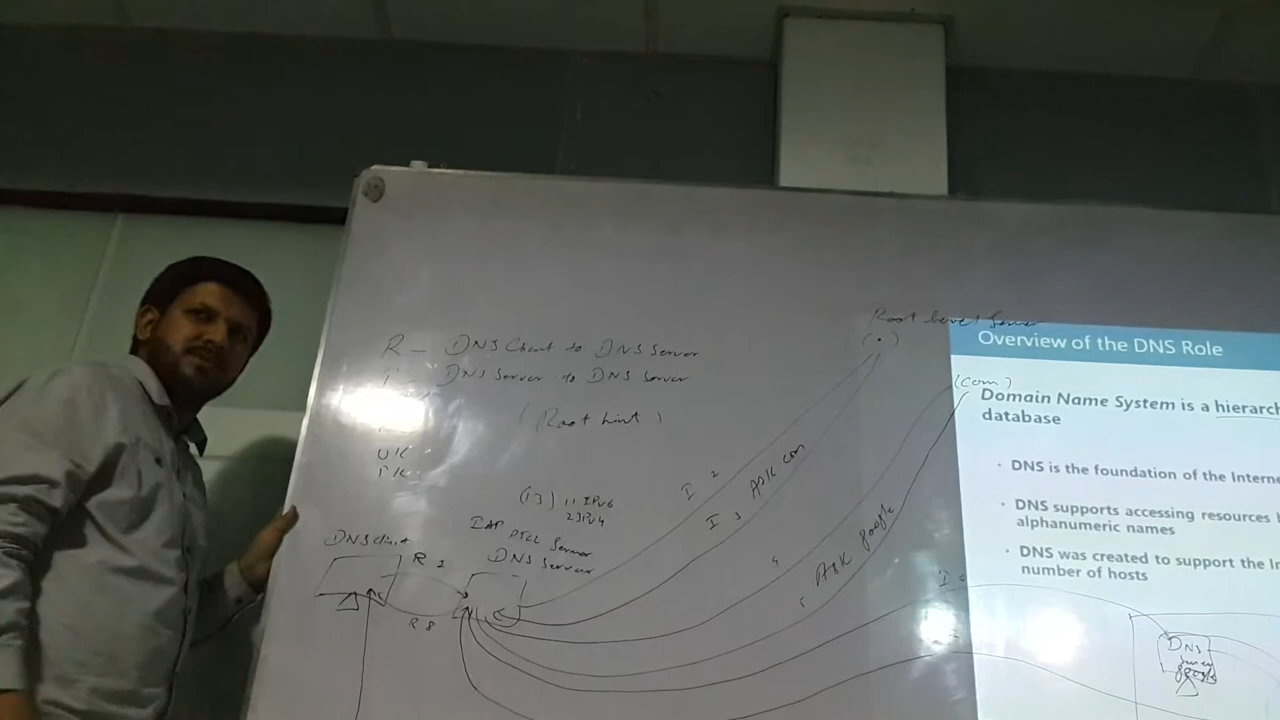 Root Level Server
(.)
R - DNS Client to DNS Server
I - DNS Server to DNS Server
(Root hint)
UK
(13) 11 IPv6
2 IPv4
PTCL Server
DNS Server
DNS Client
R 1
R 8
I 2
I 3 ASK com
4
ASK google
I
(com)
Overview of the DNS Role
Domain Name System is a hierarch
database
· DNS is the foundation of the Interne
· DNS supports accessing resources
alphanumeric names
· DNS was created to support the In
number of hosts
DNS
Server
google